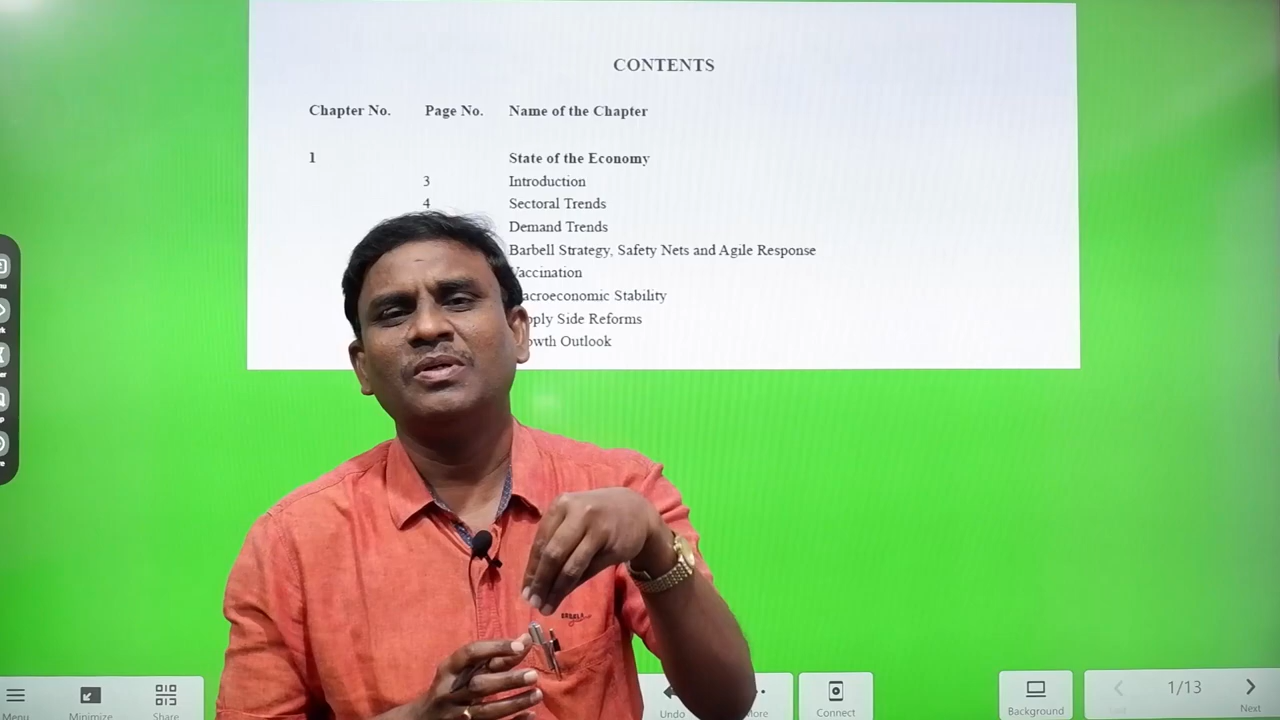 CONTENTS
Chapter No. Page No. Name of the Chapter
1 State of the Economy
3 Introduction
4 Sectoral Trends
Demand Trends
Barbell Strategy, Safety Nets and Agile Response
Vaccination
Macroeconomic Stability
Supply Side Reforms
Growth Outlook
Menu
Minimize
Share
Undo
More
Connect
Background
1/13
Next